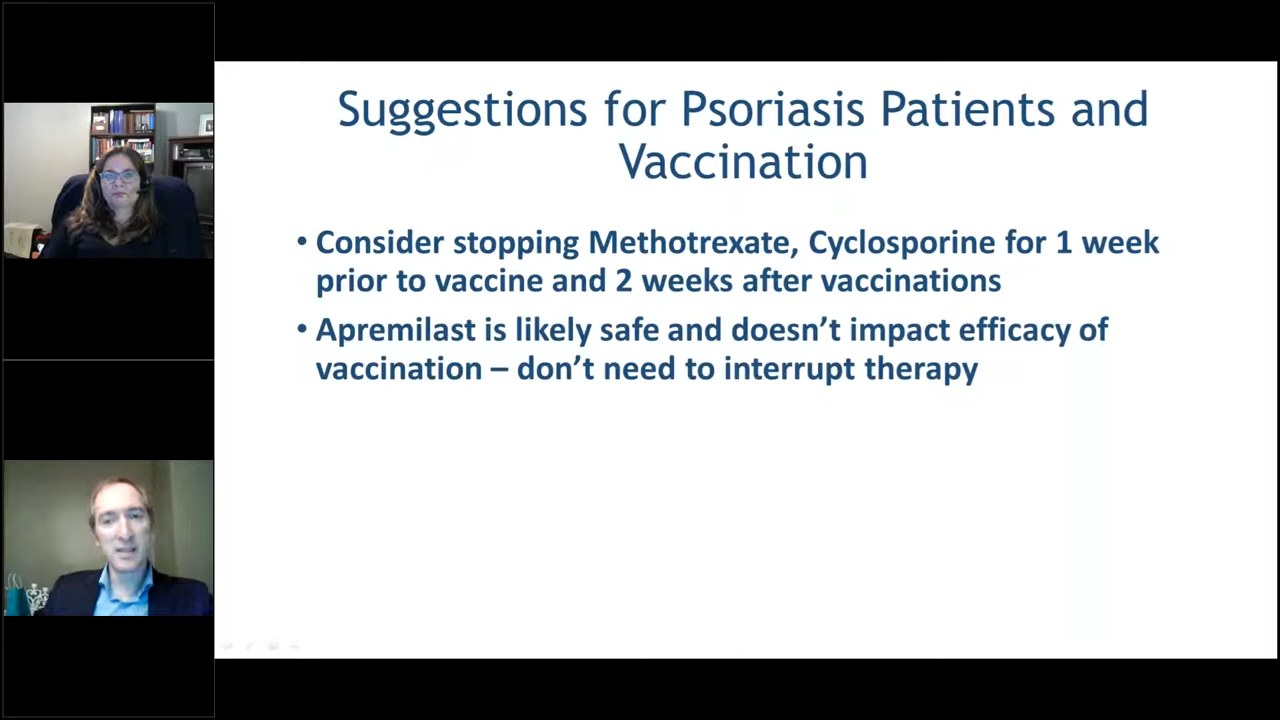 Suggestions for Psoriasis Patients and
Vaccination
• Consider stopping Methotrexate, Cyclosporine for 1 week
prior to vaccine and 2 weeks after vaccinations
• Apremilast is likely safe and doesn’t impact efficacy of
vaccination – don’t need to interrupt therapy